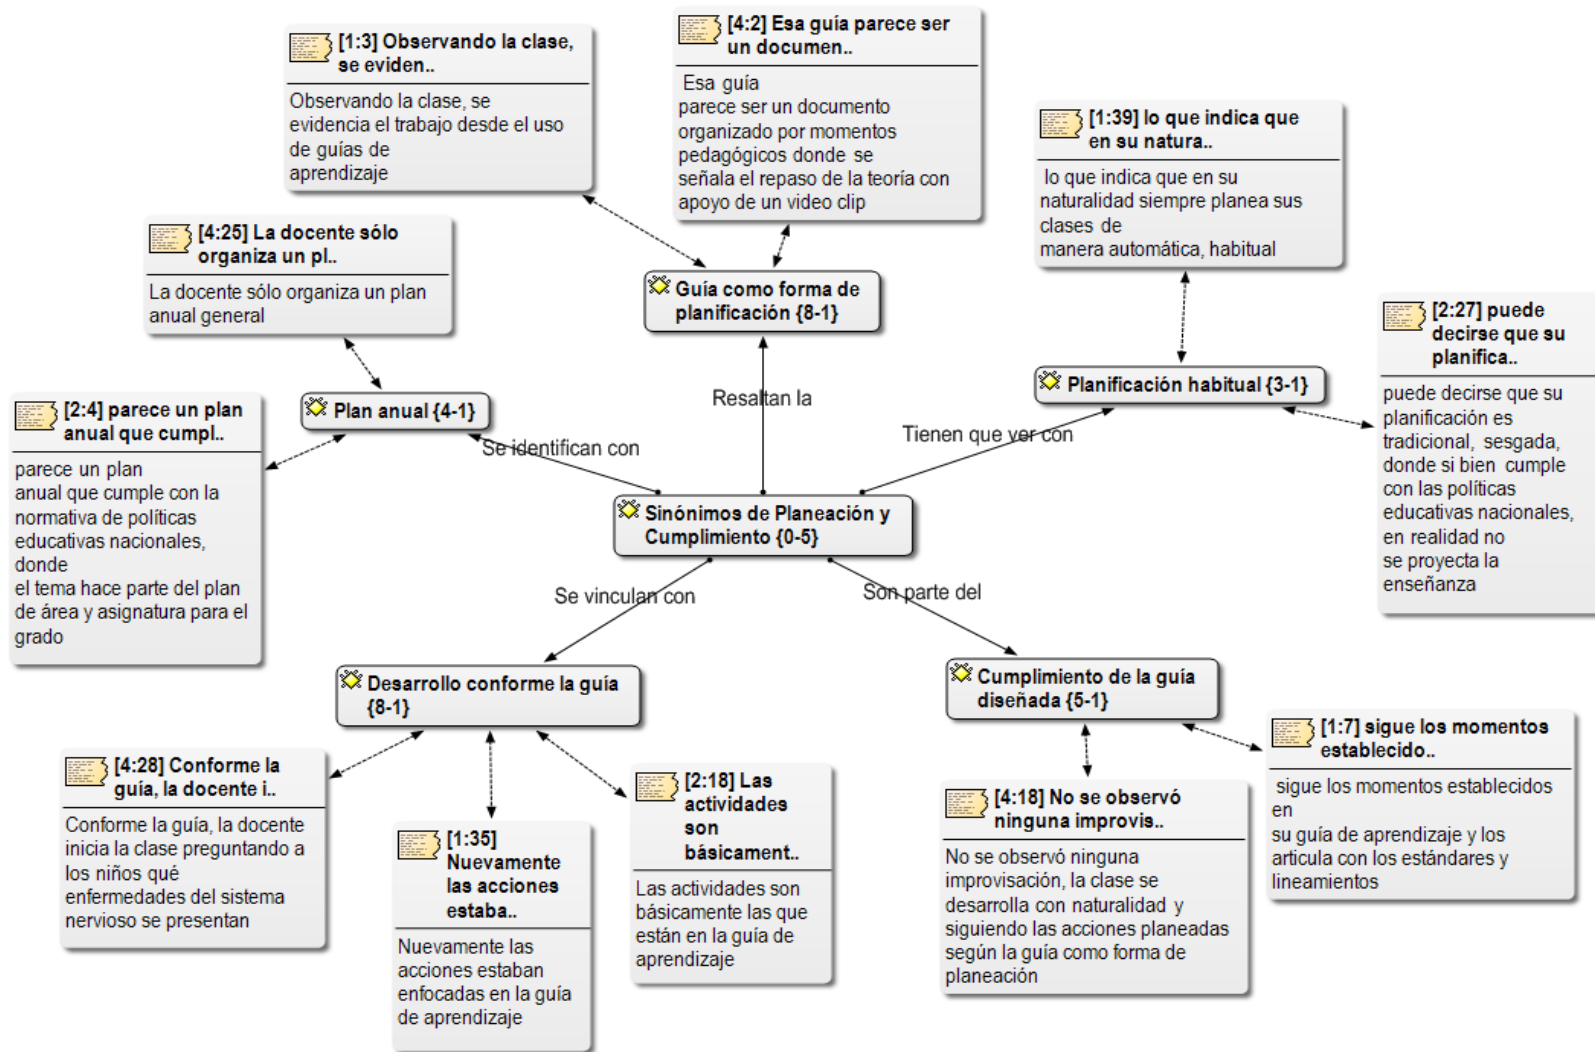 [1:3] Observando la clase,
se eviden..
Observando la clase, se
evidencia el trabajo desde el uso
de guías de
aprendizaje
[4:2] Esa guía parece ser
un documen..
Esa guía
parece ser un documento
organizado por momentos
pedagógicos donde se
señala el repaso de la teoría con
apoyo de un video clip
[1:39] lo que indica que
en su natura..
lo que indica que en su
naturalidad siempre planea sus
clases de
manera automática, habitual
[4:25] La docente sólo
organiza un pl..
La docente sólo organiza un plan
anual general
Guía como forma de
planificación {8-1}
[2:27] puede
decirse que su
planifica..
puede decirse que su
planificación es
tradicional, sesgada,
donde si bien cumple
con las políticas
educativas nacionales,
en realidad no
se proyecta la
enseñanza
Planificación habitual {3-1}
Plan anual {4-1}
[2:4] parece un plan
anual que cumpl..
parece un plan
anual que cumple con la
normativa de políticas
educativas nacionales,
donde
el tema hace parte del plan
de área y asignatura para el
grado
Resaltan la
Se identifican con
Tienen que ver con
Sinónimos de Planeación y
Cumplimiento {0-5}
Se vinculan con
Son parte del
Desarrollo conforme la guía
{8-1}
Cumplimiento de la guía
diseñada {5-1}
[4:28] Conforme la
guía, la docente i..
Conforme la guía, la docente
inicia la clase preguntando a
los niños qué
enfermedades del sistema
nervioso se presentan
[1:35]
Nuevamente
las acciones
estaba..
Nuevamente las
acciones estaban
enfocadas en la guía
de aprendizaje
[2:18] Las
actividades
son
básicament..
Las actividades son
básicamente las que
están en la guía de
aprendizaje
[4:18] No se observó
ninguna improvis..
No se observó ninguna
improvisación, la clase se
desarrolla con naturalidad y
siguiendo las acciones planeadas
según la guía como forma de
planeación
[1:7] sigue los momentos
establecido..
sigue los momentos establecidos
en
su guía de aprendizaje y los
articula con los estándares y
lineamientos